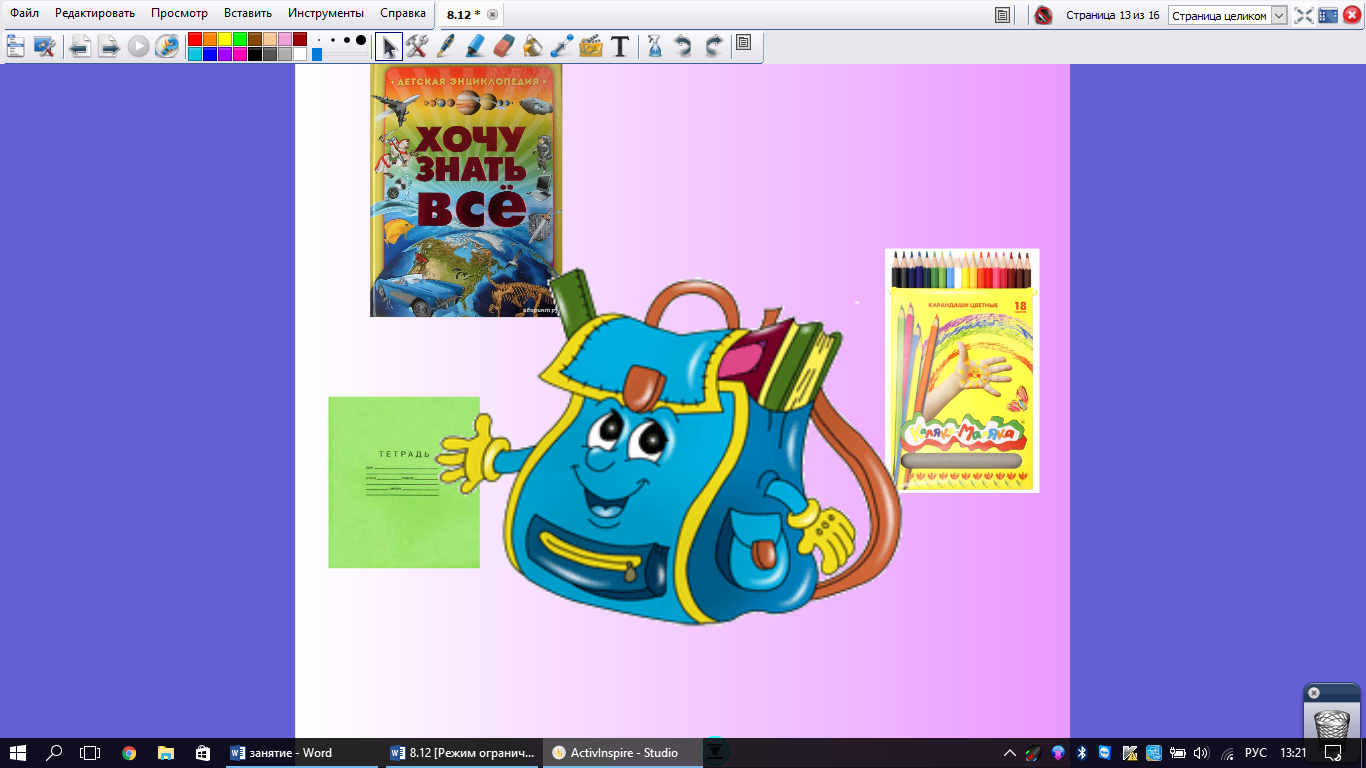 Файл Редактировать Просмотр Вставить Инструменты Справка 8.12 * Страница 13 из 16 Страница целиком
• ДЕТСКАЯ ЭНЦИКЛОПЕДИЯ •
ХОЧУ
ЗНАТЬ
ВСЁ
КАРАНДАШИ ЦВЕТНЫЕ 18
Каляка-Маляка
ТЕТРАДЬ
занятие - Word 8.12 [Режим огранич... ActivInspire - Studio РУС 13:21